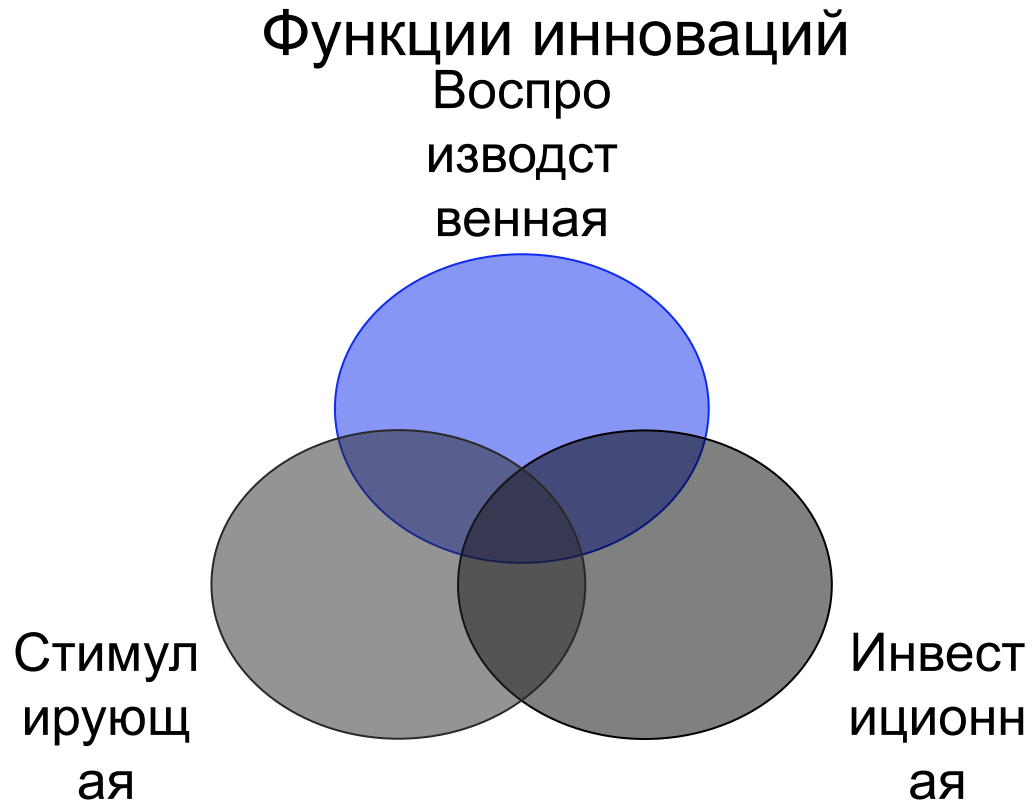 Функции инноваций
Воспро
изводст
венная
Стимул
ирующ
ая
Инвест
иционн
ая